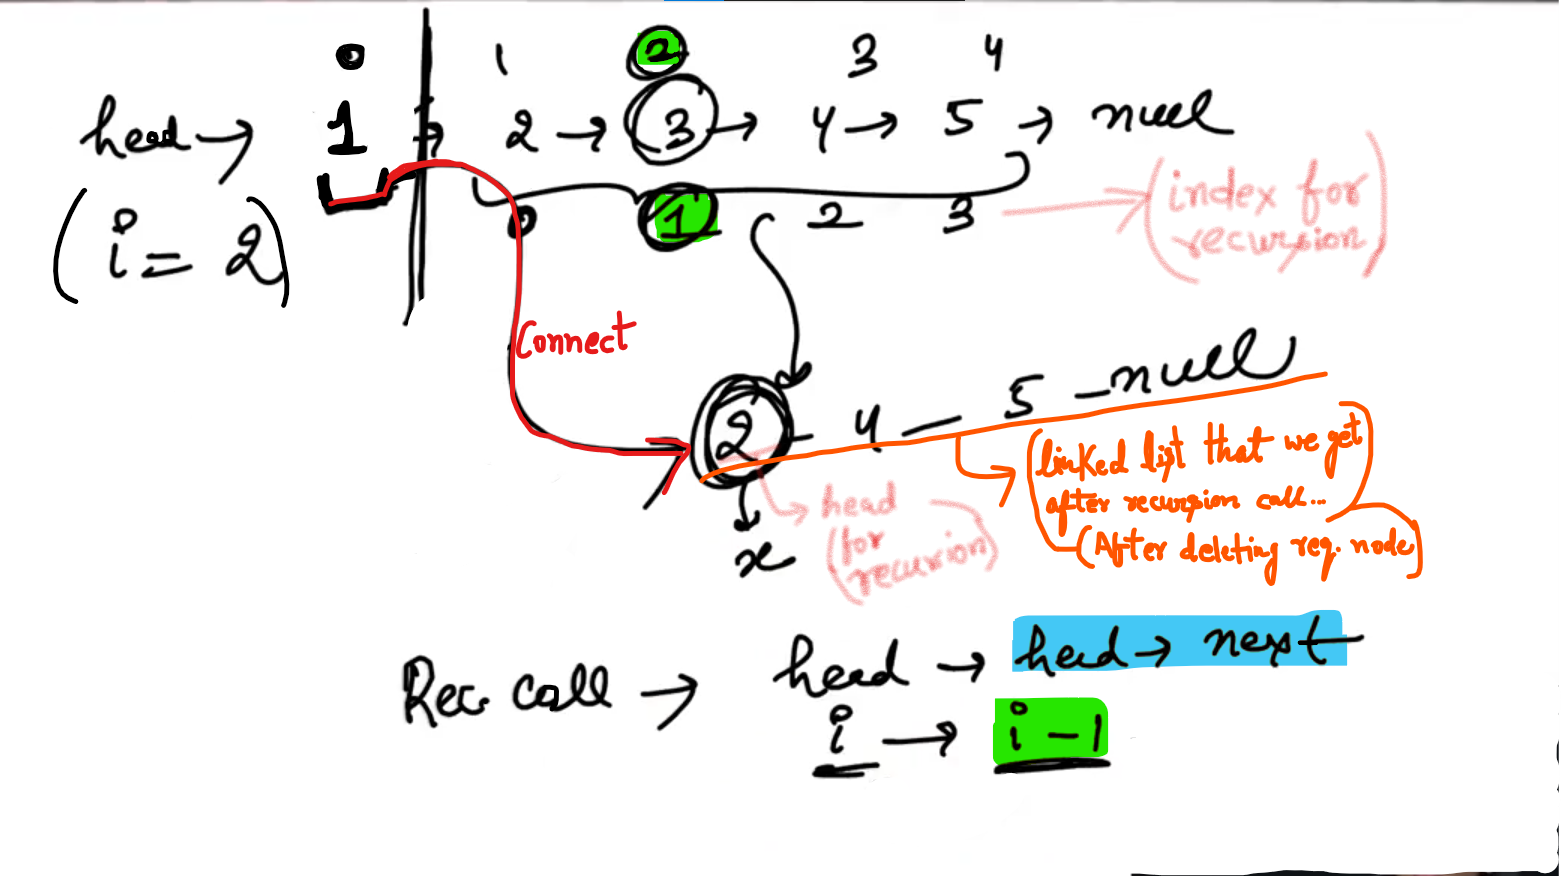 0 1 2 3 4
head → 1 → 2 → 3 → 4 → 5 → null
0 1 2 3 → (index for
recursion)
(i = 2)
Connect
2 - 4 - 5 - null
(linked list that we get
after recursion call...
(After deleting req. node)
head
(for
recurion)
x
Rec. call → head → head → next
i → i - 1